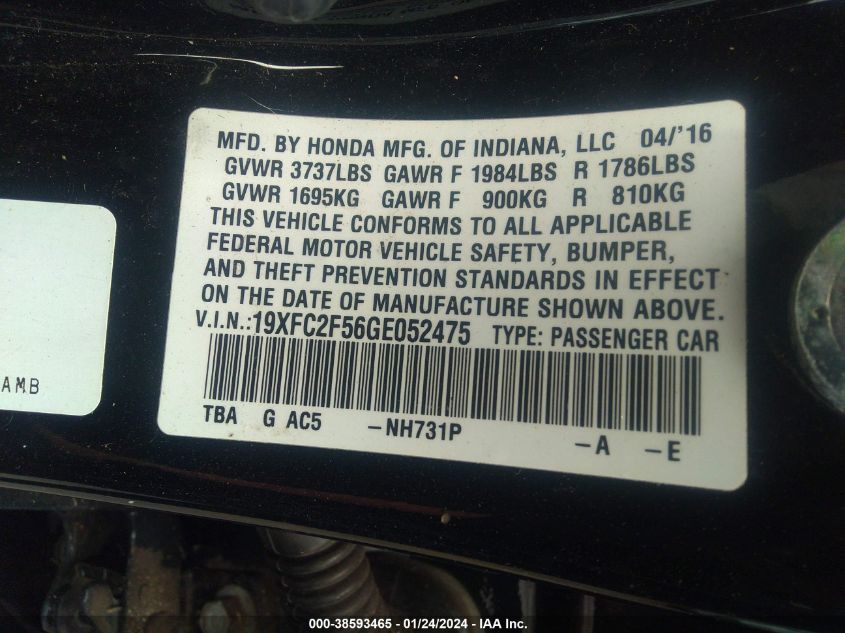 MFD. BY HONDA MFG. OF INDIANA, LLC 04/'16
GVWR 3737LBS GAWR F 1984LBS R 1786LBS
GVWR 1695KG GAWR F 900KG R 810KG
THIS VEHICLE CONFORMS TO ALL APPLICABLE
FEDERAL MOTOR VEHICLE SAFETY, BUMPER,
AND THEFT PREVENTION STANDARDS IN EFFECT
ON THE DATE OF MANUFACTURE SHOWN ABOVE.
V.I.N.:19XFC2F56GE052475 TYPE: PASSENGER CAR
AMB
TBA G AC5 -NH731P -A -E
000-38593465 - 01/24/2024 - IAA Inc.